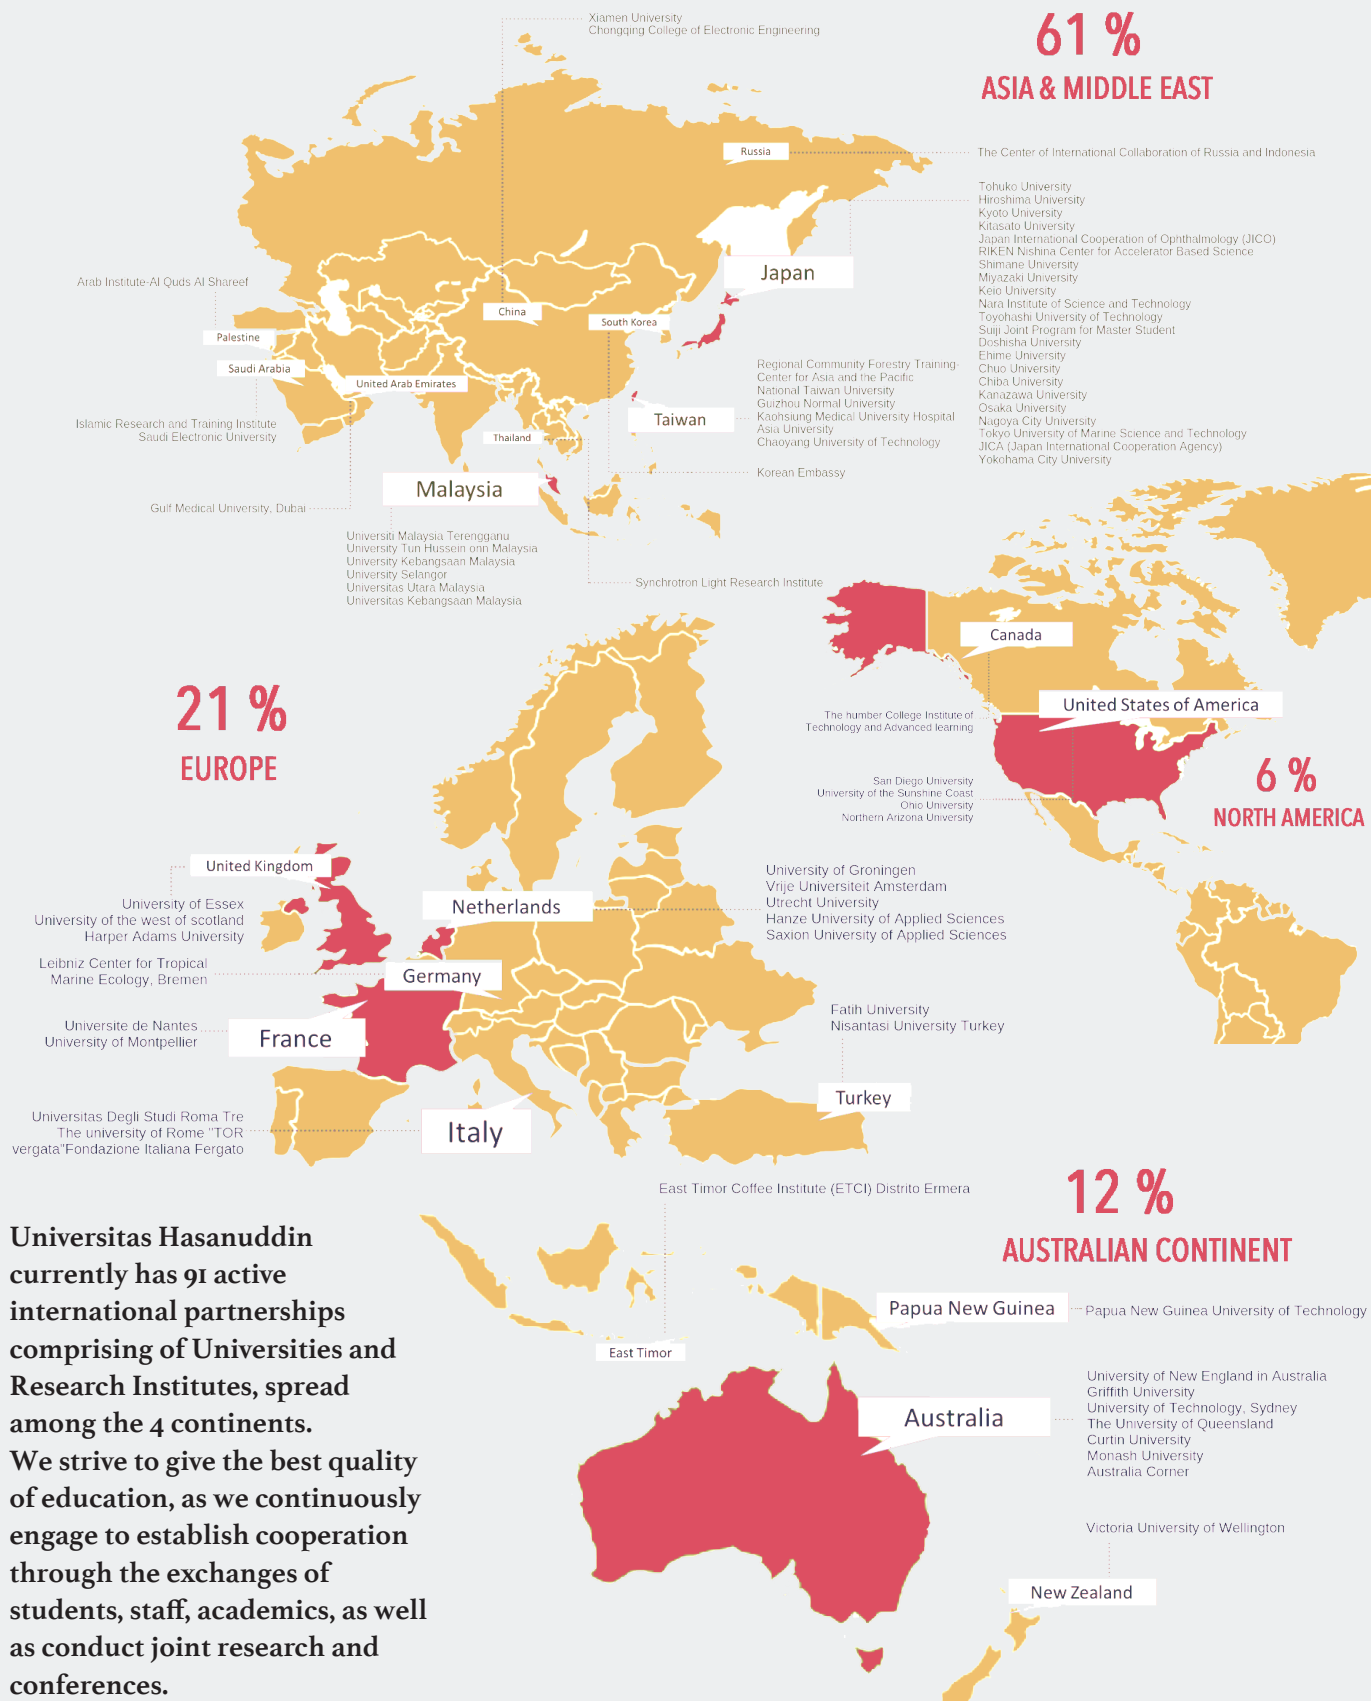 Xiamen University
Chongqing College of Electronic Engineering
61 %
ASIA & MIDDLE EAST
Russia
The Center of International Collaboration of Russia and Indonesia
Tohuko University
Hiroshima University
Kyoto University
Kitasato University
Japan International Cooperation of Ophthalmology (JICO)
RIKEN Nishina Center for Accelerator Based Science
Shimane University
Miyazaki University
Keio University
Nara Institute of Science and Technology
Toyohashi University of Technology
Suiji Joint Program for Master Student
Doshisha University
Ehime University
Chuo University
Chiba University
Kanazawa University
Osaka University
Nagoya City University
Tokyo University of Marine Science and Technology
JICA (Japan International Cooperation Agency)
Yokohama City University
Japan
Arab Institute-Al Quds Al Shareef
China
South Korea
Palestine
Saudi Arabia
United Arab Emirates
Regional Community Forestry Training-
Center for Asia and the Pacific
National Taiwan University
Guizhou Normal University
Kaohsiung Medical University Hospital
Asia University
Chaoyang University of Technology
Taiwan
Islamic Research and Training Institute
Saudi Electronic University
Thailand
Korean Embassy
Malaysia
Gulf Medical University, Dubai
Universiti Malaysia Terengganu
University Tun Hussein onn Malaysia
University Kebangsaan Malaysia
University Selangor
Universitas Utara Malaysia
Universitas Kebangsaan Malaysia
Synchrotron Light Research Institute
Canada
United States of America
The humber College Institute of
Technology and Advanced learning
San Diego University
University of the Sunshine Coast
Ohio University
Northern Arizona University
6 %
NORTH AMERICA
21 %
EUROPE
United Kingdom
University of Essex
University of the west of scotland
Harper Adams University
Netherlands
University of Groningen
Vrije Universiteit Amsterdam
Utrecht University
Hanze University of Applied Sciences
Saxion University of Applied Sciences
Leibniz Center for Tropical
Marine Ecology, Bremen
Germany
Universite de Nantes
University of Montpellier
France
Fatih University
Nisantasi University Turkey
Turkey
Universitas Degli Studi Roma Tre
The university of Rome "TOR
vergata"Fondazione Italiana Fergato
Italy
East Timor Coffee Institute (ETCI) Distrito Ermera
12 %
AUSTRALIAN CONTINENT
Papua New Guinea
Papua New Guinea University of Technology
East Timor
Australia
University of New England in Australia
Griffith University
University of Technology, Sydney
The University of Queensland
Curtin University
Monash University
Australia Corner
Victoria University of Wellington
New Zealand
Universitas Hasanuddin
currently has 91 active
international partnerships
comprising of Universities and
Research Institutes, spread
among the 4 continents.
We strive to give the best quality
of education, as we continuously
engage to establish cooperation
through the exchanges of
students, staff, academics, as well
as conduct joint research and
conferences.